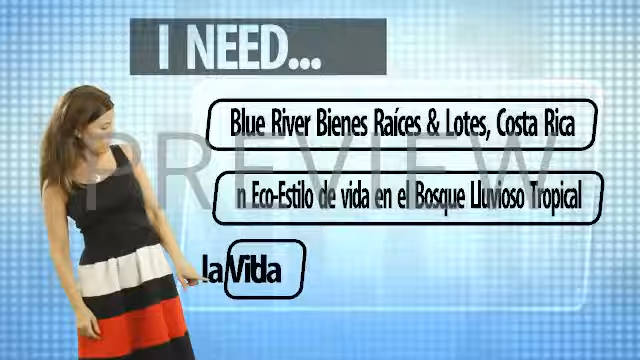 I NEED...
Blue River Bienes Raíces & Lotes, Costa Rica
n Eco-Estilo de vida en el Bosque Lluvioso Tropical
PREVIEW
la